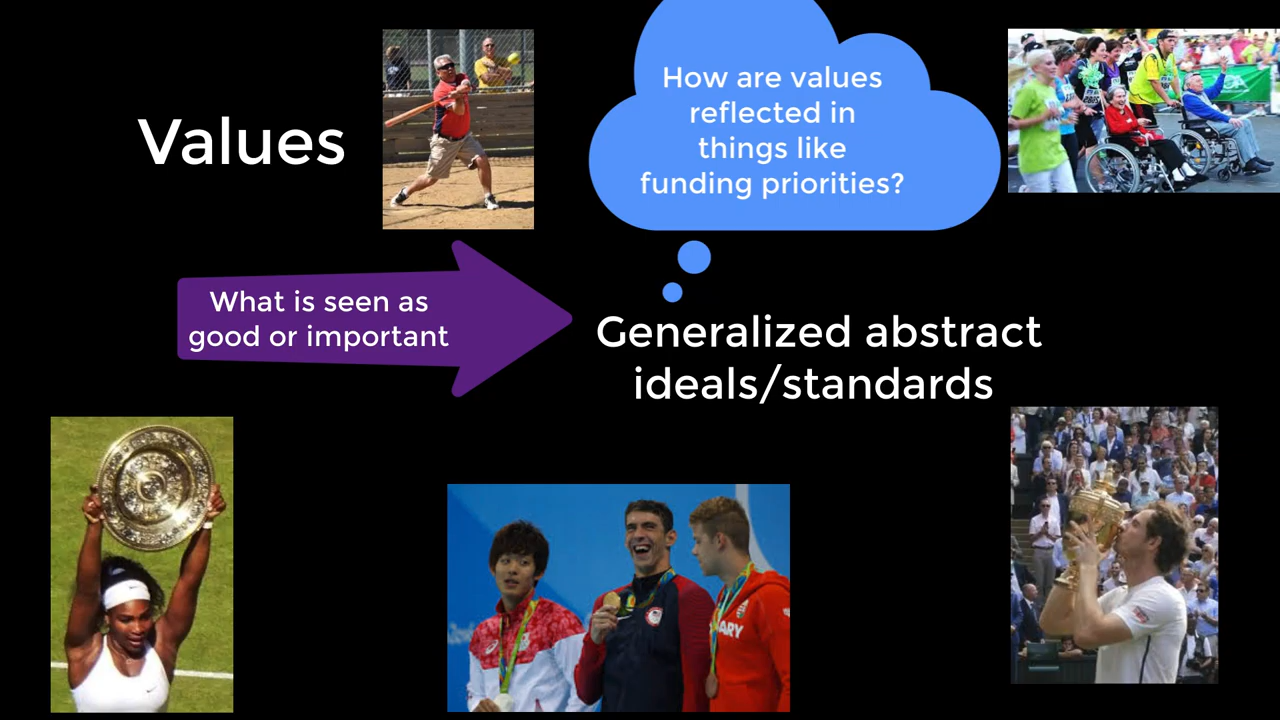 Values
How are values
reflected in
things like
funding priorities?
What is seen as
good or important
Generalized abstract
ideals/standards
ARY